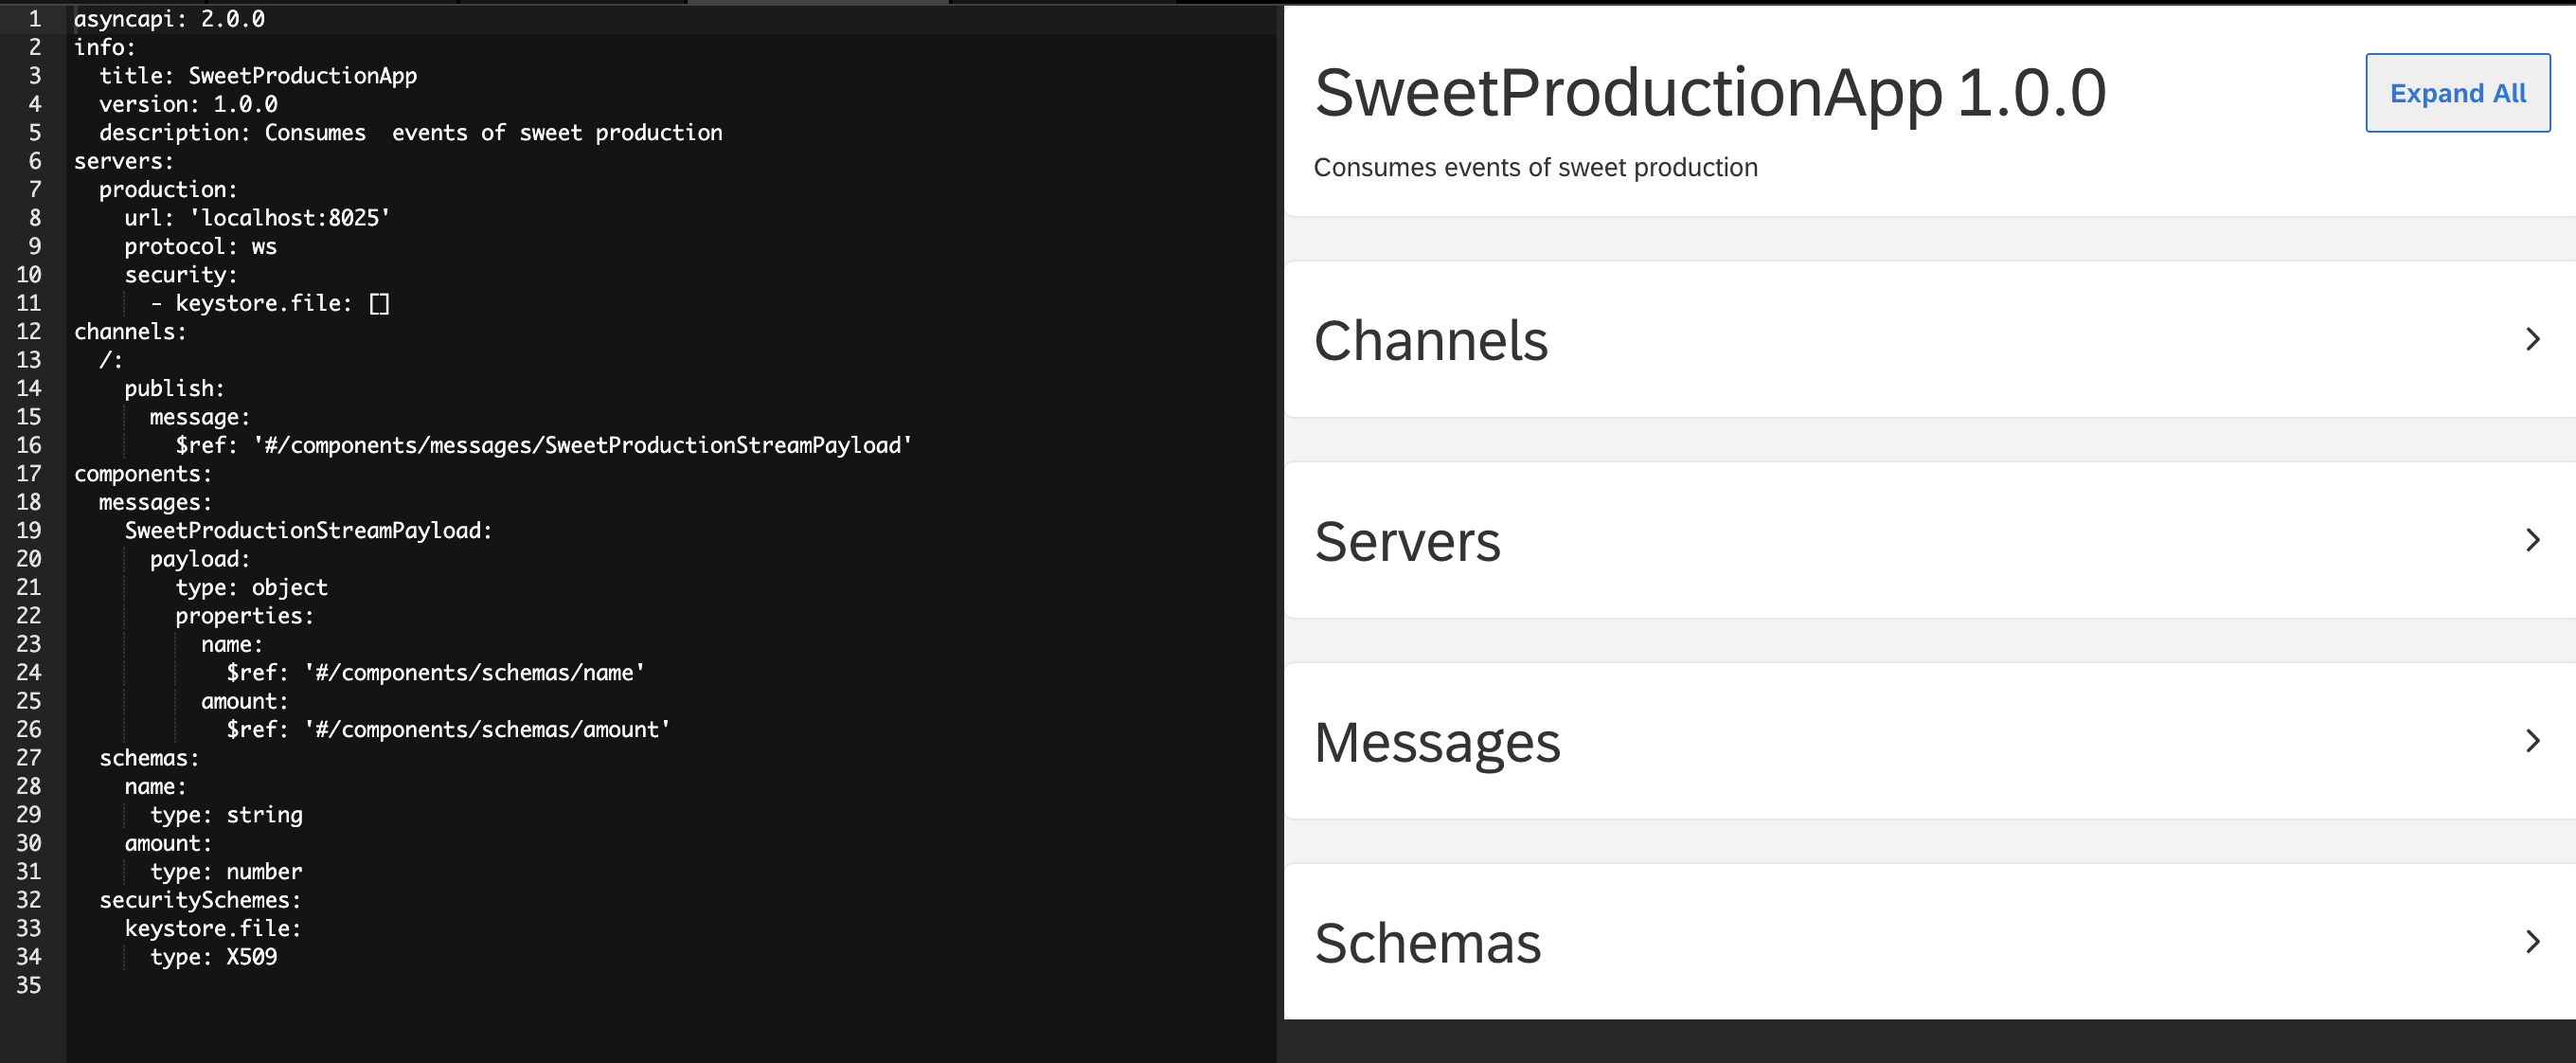 1 asyncapi: 2.0.0
2 info:
3   title: SweetProductionApp
4   version: 1.0.0
5   description: Consumes  events of sweet production
6 servers:
7   production:
8     url: 'localhost:8025'
9     protocol: ws
10     security:
11       - keystore.file: []
12 channels:
13   /:
14     publish:
15       message:
16         $ref: '#/components/messages/SweetProductionStreamPayload'
17 components:
18   messages:
19     SweetProductionStreamPayload:
20       payload:
21         type: object
22         properties:
23           name:
24             $ref: '#/components/schemas/name'
25           amount:
26             $ref: '#/components/schemas/amount'
27   schemas:
28     name:
29       type: string
30     amount:
31       type: number
32   securitySchemes:
33     keystore.file:
34       type: X509
35
SweetProductionApp 1.0.0
Expand All
Consumes events of sweet production
Channels
Servers
Messages
Schemas